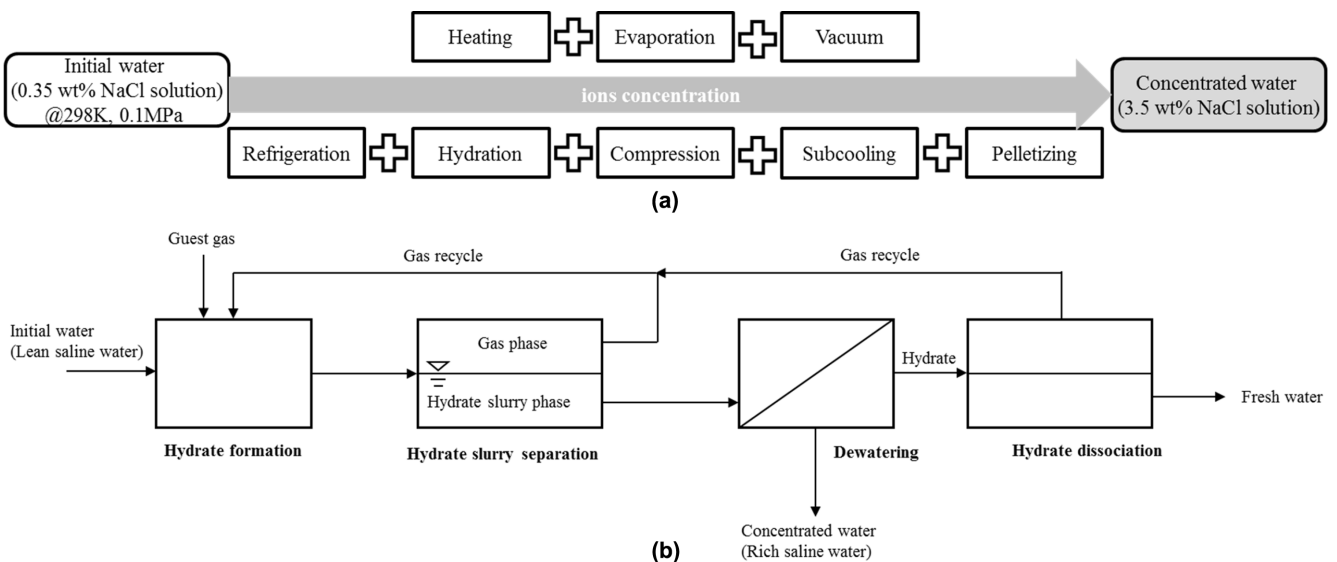 Heating
Evaporation
Vacuum
Initial water
(0.35 wt% NaCl solution)
@298K, 0.1MPa
ions concentration
Concentrated water
(3.5 wt% NaCl solution)
Refrigeration
Hydration
Compression
Subcooling
Pelletizing
(a)
Guest gas
Gas recycle
Gas recycle
Initial water
(Lean saline water)
Gas phase
Hydrate slurry phase
Hydrate
Fresh water
Hydrate formation
Hydrate slurry separation
Dewatering
Hydrate dissociation
Concentrated water
(Rich saline water)
(b)